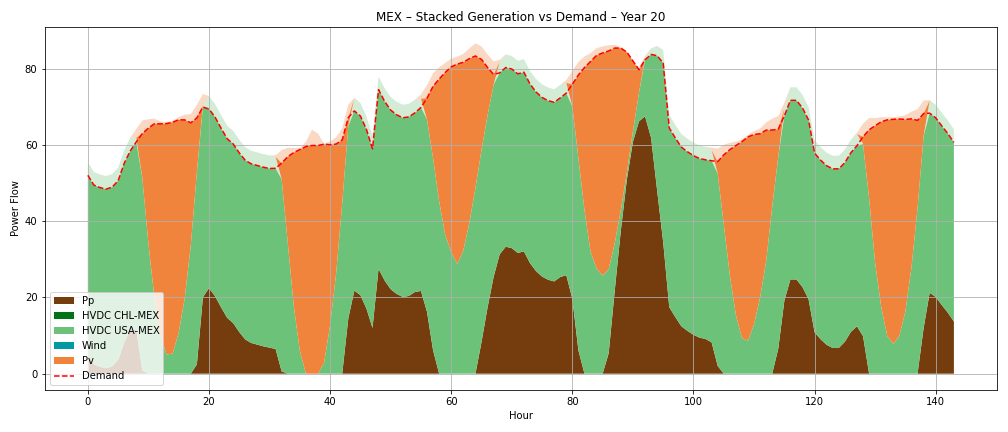 MEX – Stacked Generation vs Demand – Year 20
Power Flow
80
60
40
20
0
Pp
HVDC CHL-MEX
HVDC USA-MEX
Wind
Pv
Demand
0 20 40 60 80 100 120 140
Hour